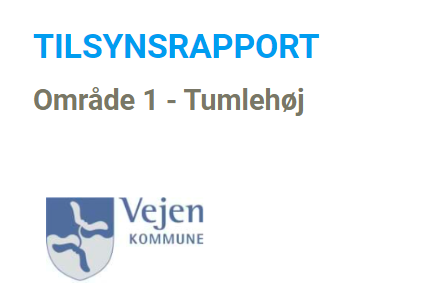 TILSYNSRAPPORT
Område 1 - Tumlehøj
Vejen
KOMMUNE